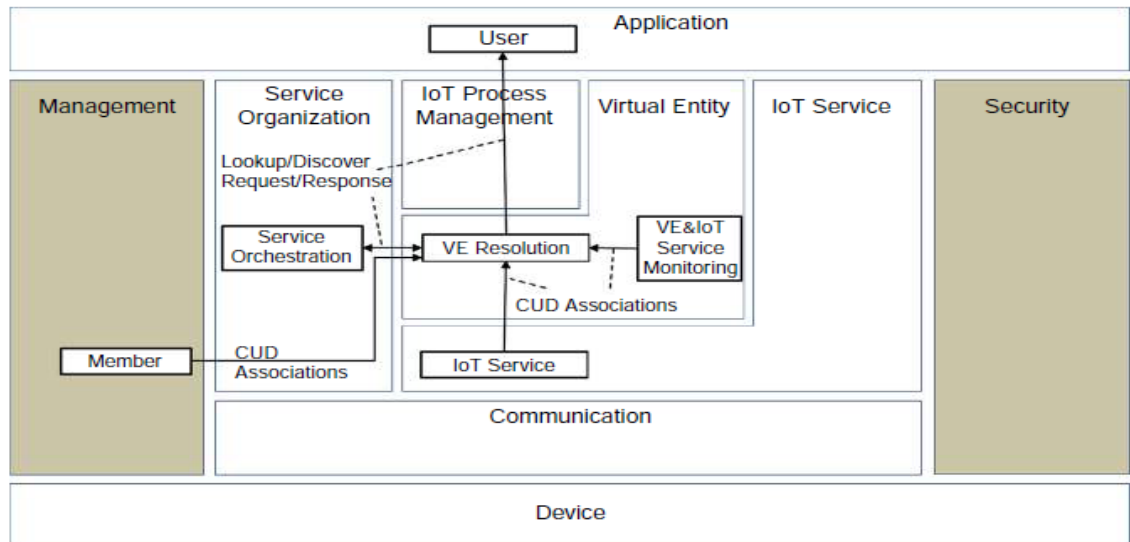 Application
User
Management
Service
Organization
IoT Process
Management
Virtual Entity
IoT Service
Security
Lookup/Discover
Request/Response
Service
Orchestration
VE Resolution
VE&IoT
Service
Monitoring
CUD Associations
Member
CUD
Associations
IoT Service
Communication
Device